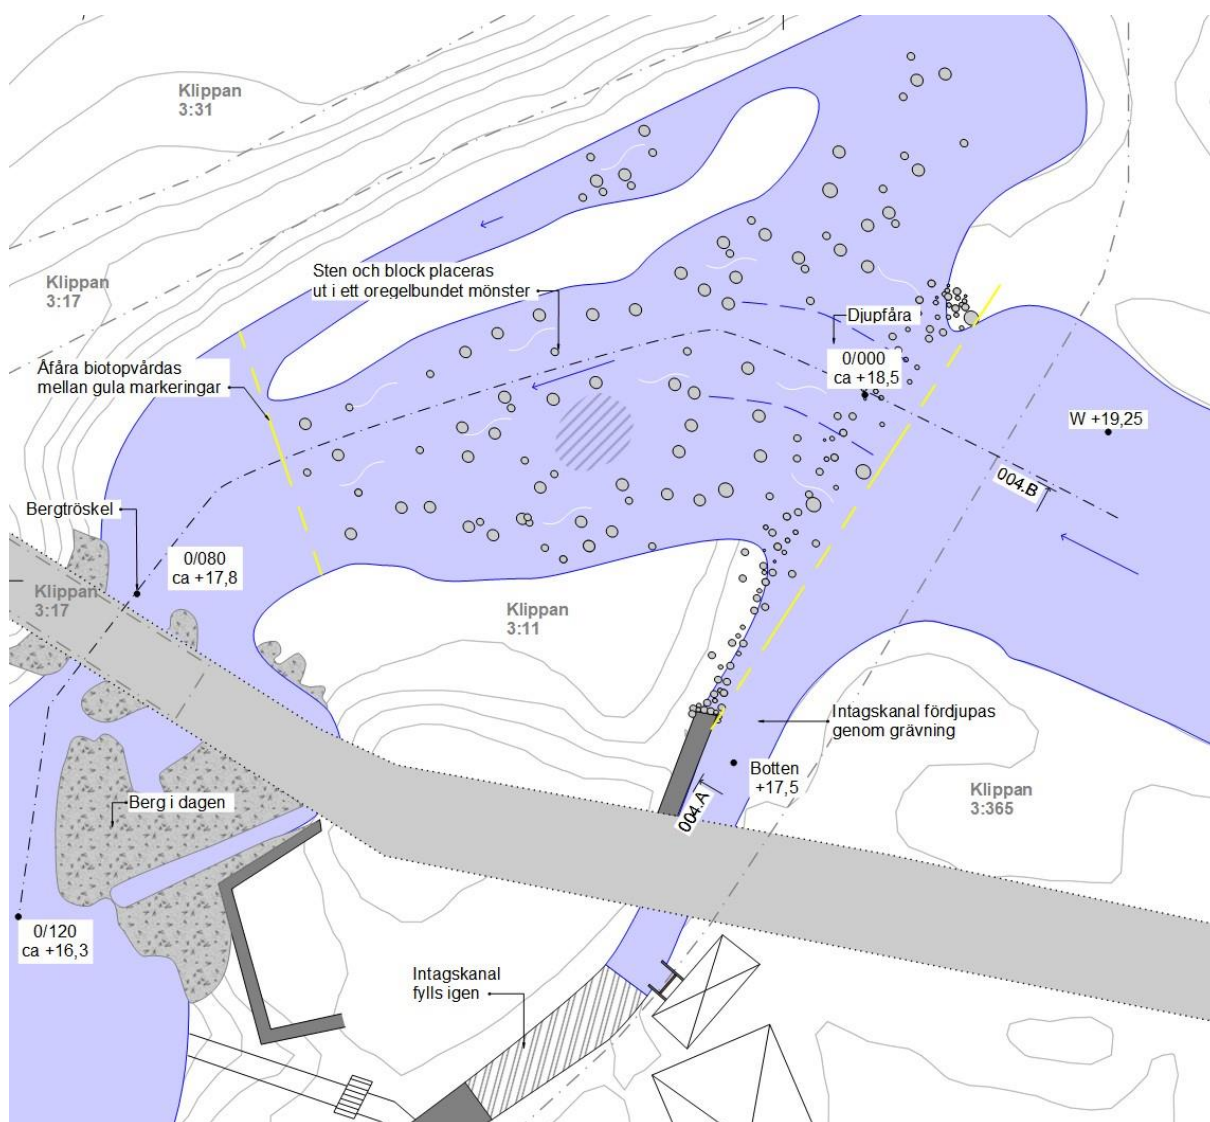 Klippan
3:31
Klippan
3:17
Sten och block placeras
ut i ett oregelbundet mönster
Djupfåra
0/000
ca +18,5
Åfåra biotopvårdas
mellan gula markeringar
W +19,25
004.B
Bergtröskel
0/080
ca +17,8
Klippan
3:17
Klippan
3:11
Intagskanal fördjupas
genom grävning
Botten
+17,5
004.A
Klippan
3:365
Berg i dagen
0/120
ca +16,3
Intagskanal
fylls igen